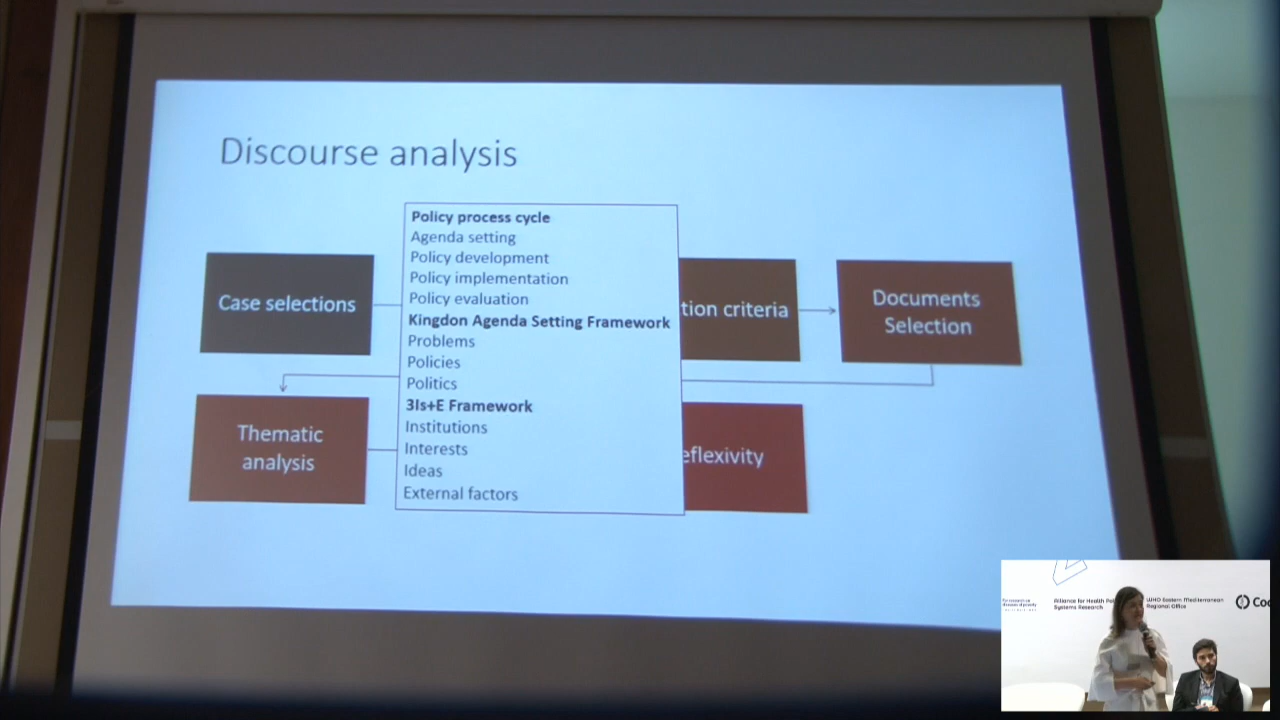 Discourse analysis
Policy process cycle
Agenda setting
Policy development
Policy implementation
Policy evaluation
Kingdon Agenda Setting Framework
Problems
Policies
Politics
3Is+E Framework
Institutions
Interests
Ideas
External factors
Case selections
tion criteria
Documents
Selection
Thematic
analysis
eflexivity
Alliance for Health Pol
Systems Research
WHO Eastern Mediterranean
Regional Office
Coc